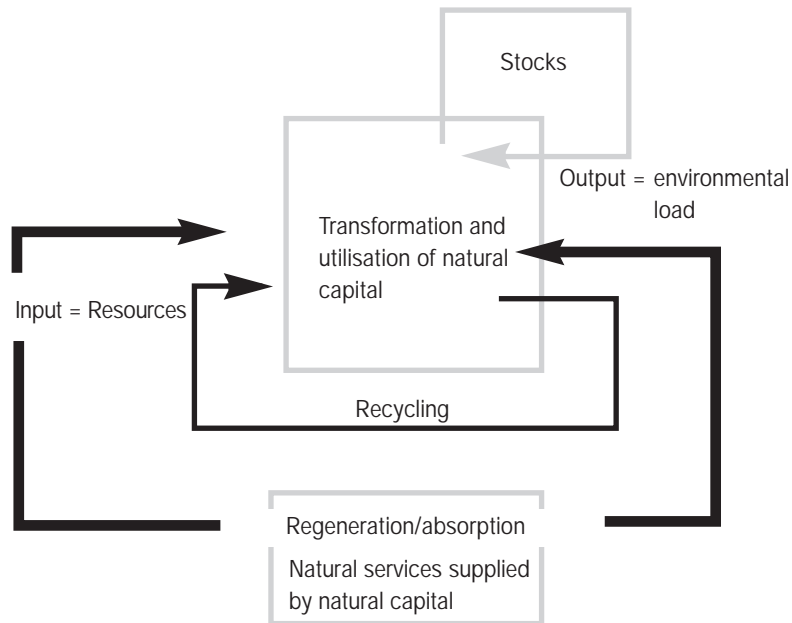 Stocks
Output = environmental
load
Transformation and
utilisation of natural
capital
Input = Resources
Recycling
Regeneration/absorption
Natural services supplied
by natural capital